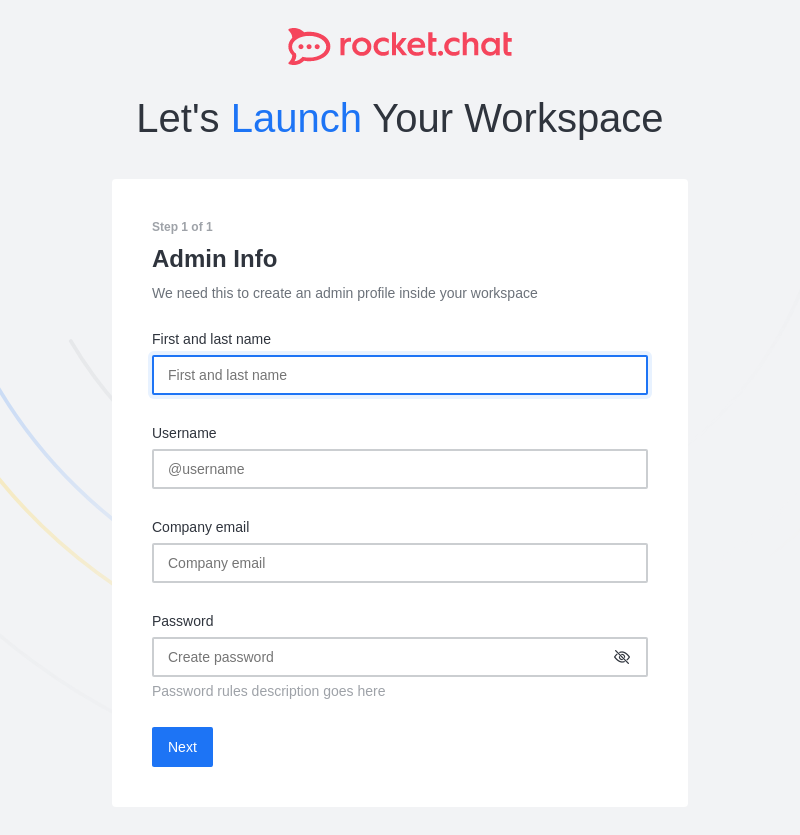 rocket.chat
Let's Launch Your Workspace
Step 1 of 1
Admin Info
We need this to create an admin profile inside your workspace
First and last name
First and last name
Username
@username
Company email
Company email
Password
Create password
Password rules description goes here
Next